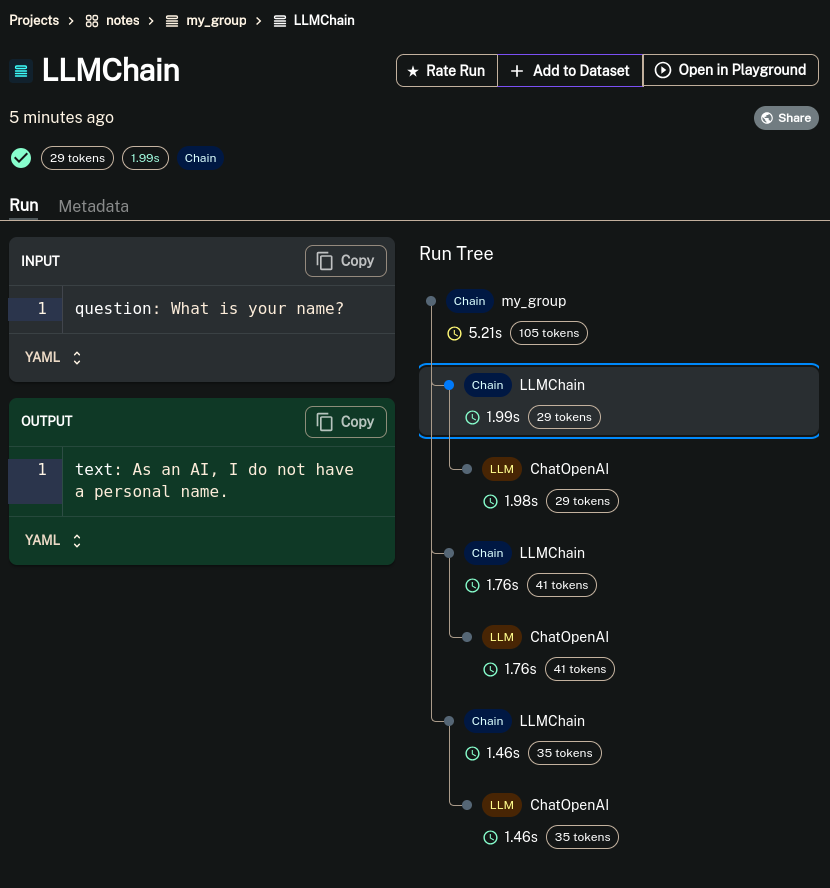 Projects > notes > my_group > LLMChain
LLMChain
Rate Run
Add to Dataset
Open in Playground
5 minutes ago
Share
29 tokens 1.99s Chain
Run Metadata
INPUT Copy
1 question: What is your name?
YAML
OUTPUT Copy
1 text: As an AI, I do not have
a personal name.
YAML
Run Tree
Chain my_group
5.21s 105 tokens
Chain LLMChain
1.99s 29 tokens
LLM ChatOpenAI
1.98s 29 tokens
Chain LLMChain
1.76s 41 tokens
LLM ChatOpenAI
1.76s 41 tokens
Chain LLMChain
1.46s 35 tokens
LLM ChatOpenAI
1.46s 35 tokens